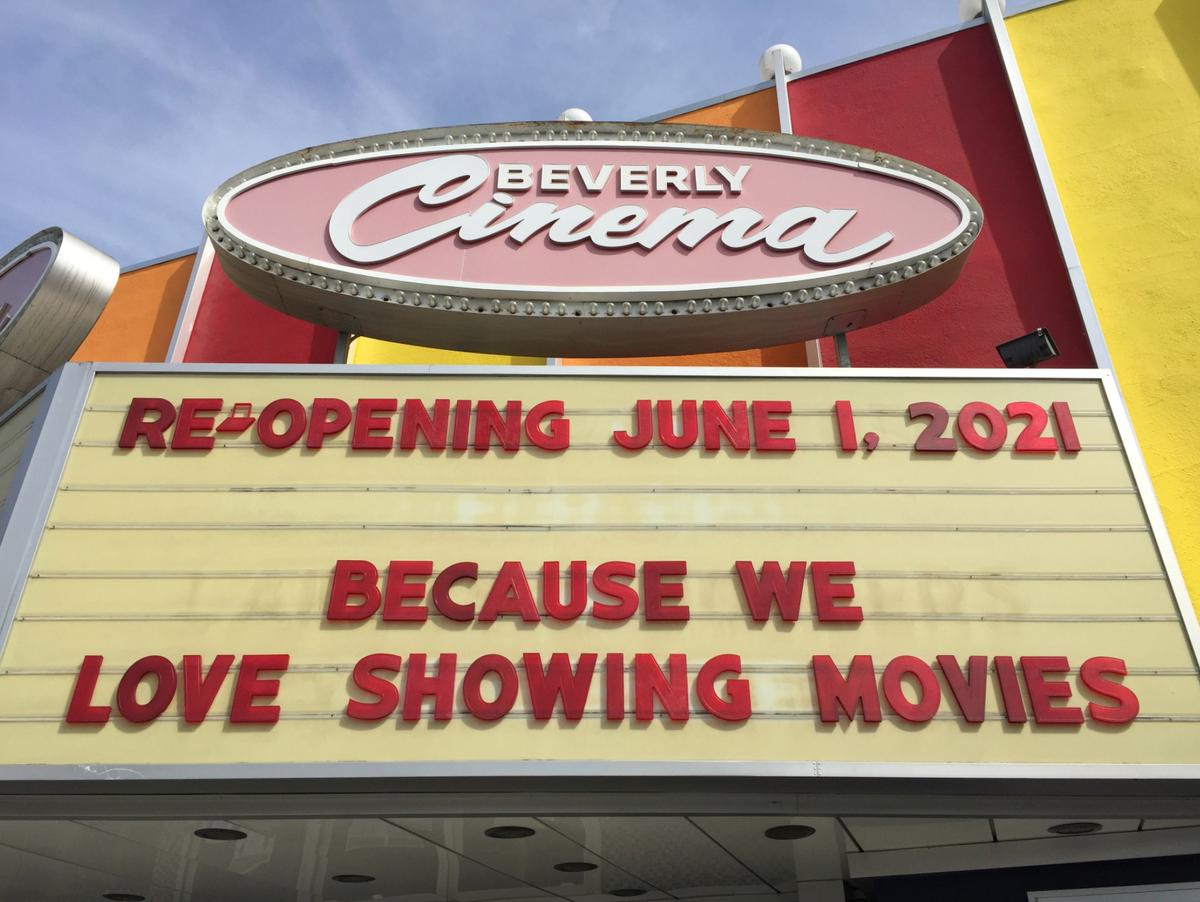 BEVERLY
Cinema
RE-OPENING JUNE 1, 2021
BECAUSE WE
LOVE SHOWING MOVIES